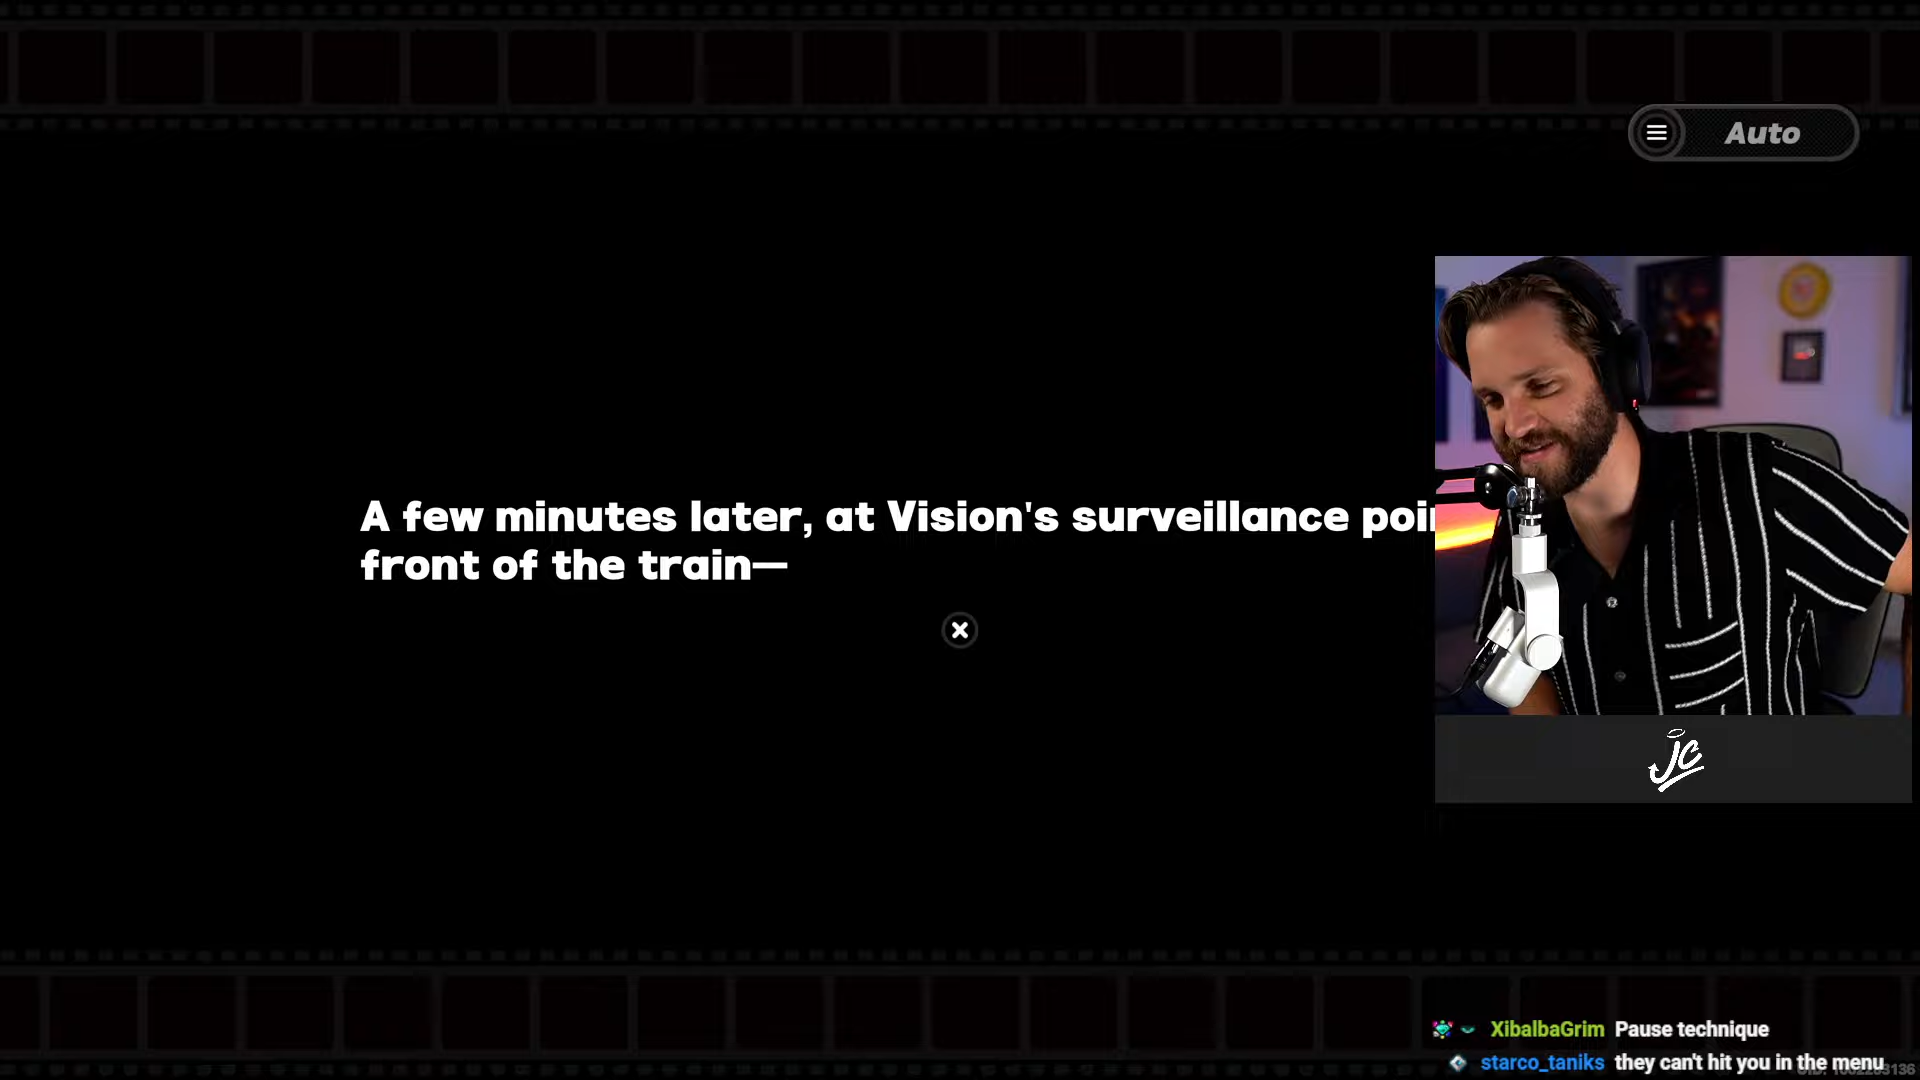 Auto
A few minutes later, at Vision's surveillance
front of the train—
jc
XibalbaGrim Pause technique
starco_taniks they can't hit you in the menu